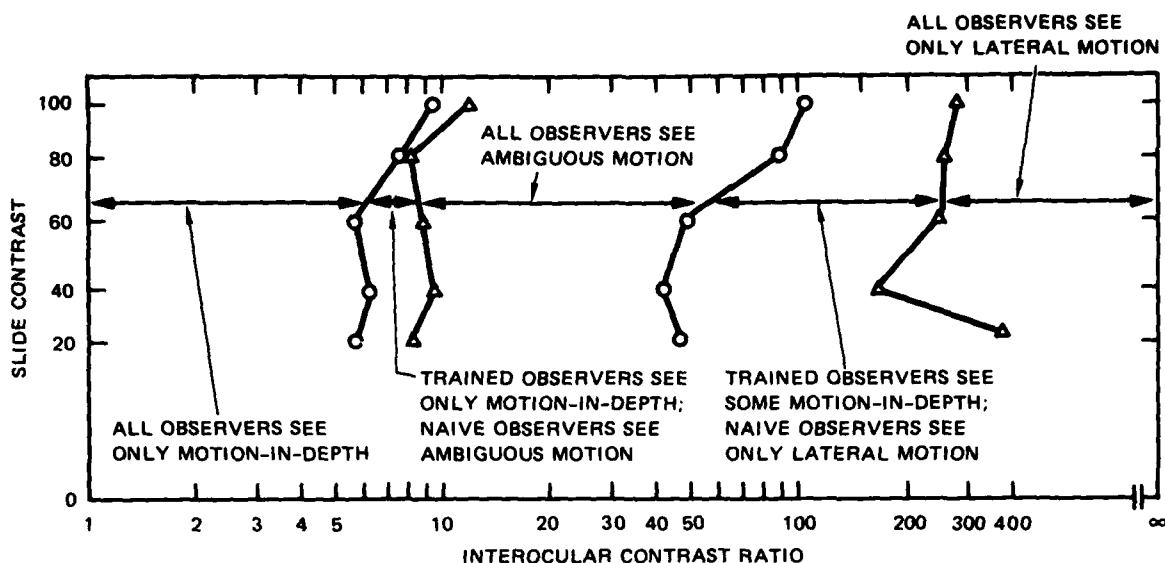 ALL OBSERVERS SEE
ONLY LATERAL MOTION
100
80
60
40
20
0
SLIDE CONTRAST
ALL OBSERVERS SEE
AMBIGUOUS MOTION
ALL OBSERVERS SEE
ONLY MOTION-IN-DEPTH
TRAINED OBSERVERS SEE
ONLY MOTION-IN-DEPTH;
NAIVE OBSERVERS SEE
AMBIGUOUS MOTION
TRAINED OBSERVERS SEE
SOME MOTION-IN-DEPTH;
NAIVE OBSERVERS SEE
ONLY LATERAL MOTION
1 2 3 4 5 10 20 30 40 50 100 200 300 400 ∞
INTEROCULAR CONTRAST RATIO